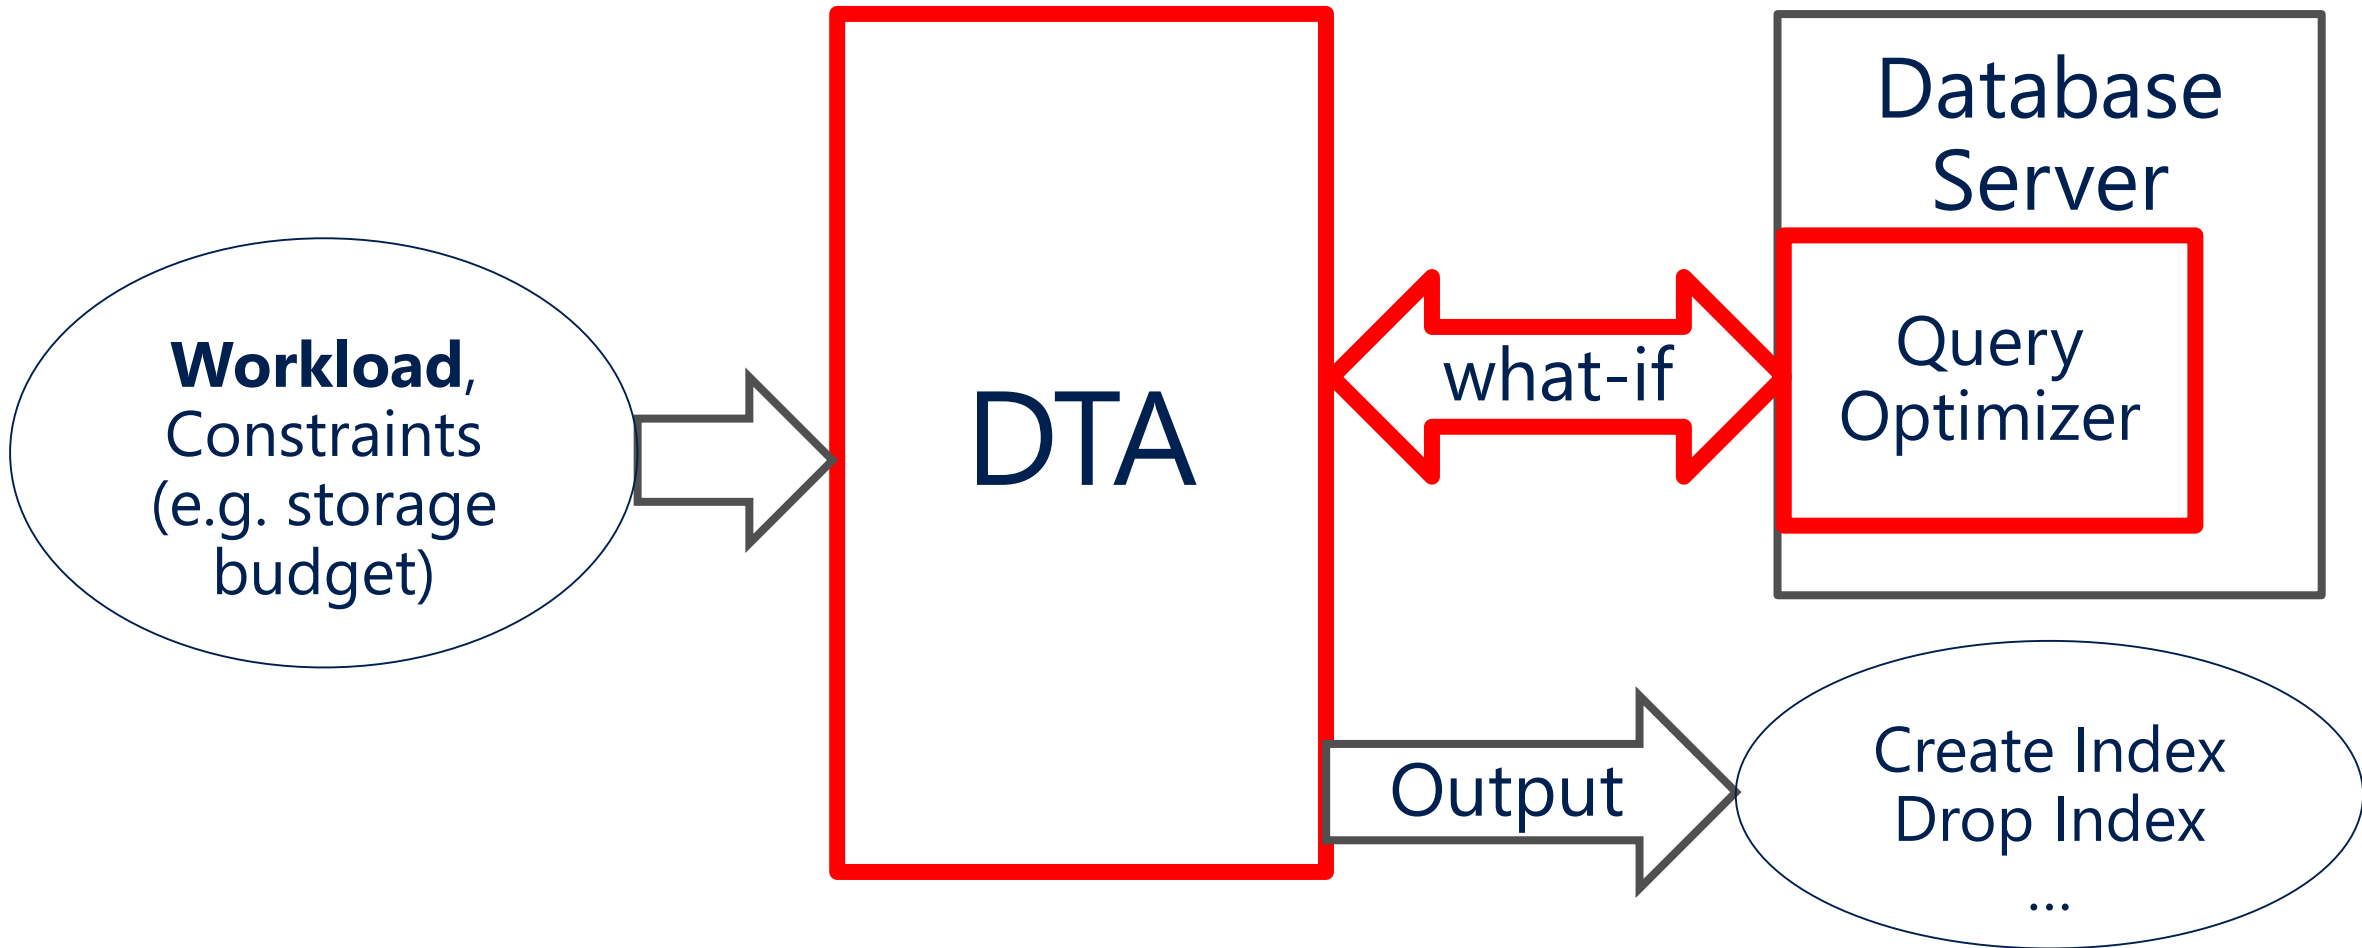 Workload,
Constraints
(e.g. storage
budget)
DTA
what-if
Database
Server
Query
Optimizer
Output
Create Index
Drop Index
...